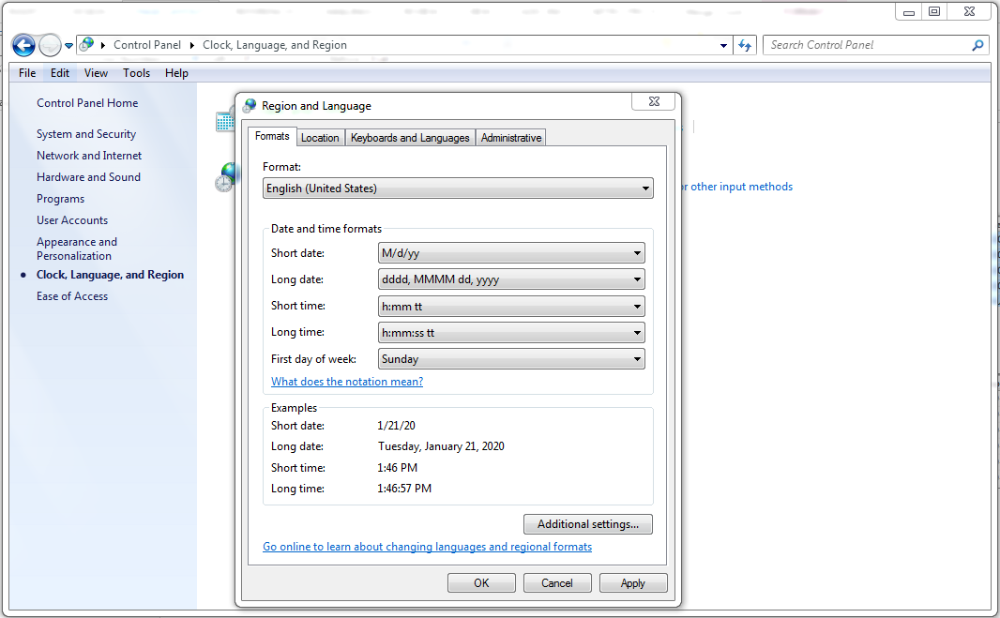 Control Panel Clock, Language, and Region
Search Control Panel
File Edit View Tools Help
Control Panel Home
System and Security
Network and Internet
Hardware and Sound
Programs
User Accounts
Appearance and
Personalization
Clock, Language, and Region
Ease of Access
or other input methods
Region and Language
Formats Location Keyboards and Languages Administrative
Format:
English (United States)
Date and time formats
Short date: M/d/yy
Long date: dddd, MMMM dd, yyyy
Short time: h:mm tt
Long time: h:mm:ss tt
First day of week: Sunday
What does the notation mean?
Examples
Short date: 1/21/20
Long date: Tuesday, January 21, 2020
Short time: 1:46 PM
Long time: 1:46:57 PM
Additional settings...
Go online to learn about changing languages and regional formats
OK Cancel Apply